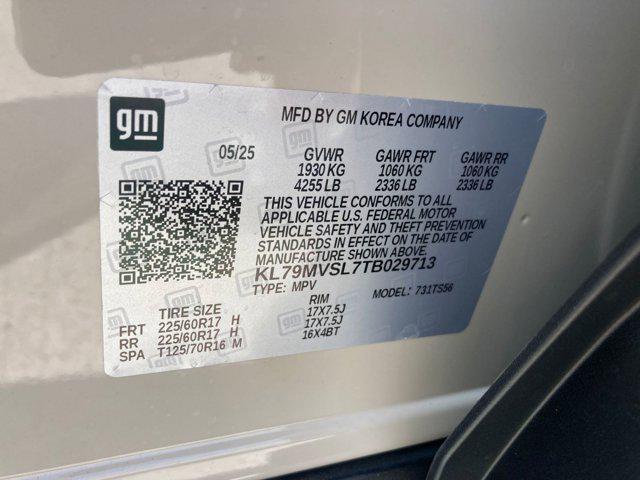 gm
MFD BY GM KOREA COMPANY
05/25 GVWR GAWR FRT GAWR RR
1930 KG 1060 KG 1060 KG
4255 LB 2336 LB 2336 LB
THIS VEHICLE CONFORMS TO ALL
APPLICABLE U.S. FEDERAL MOTOR
VEHICLE SAFETY AND THEFT PREVENTION
STANDARDS IN EFFECT ON THE DATE OF
MANUFACTURE SHOWN ABOVE.
KL79MVSL7TB029713
TYPE: MPV MODEL: 731TS56
TIRE SIZE RIM
FRT 225/60R17 H 17X7.5J
RR 225/60R17 H 17X7.5J
SPA T125/70R16 M 16X4BT